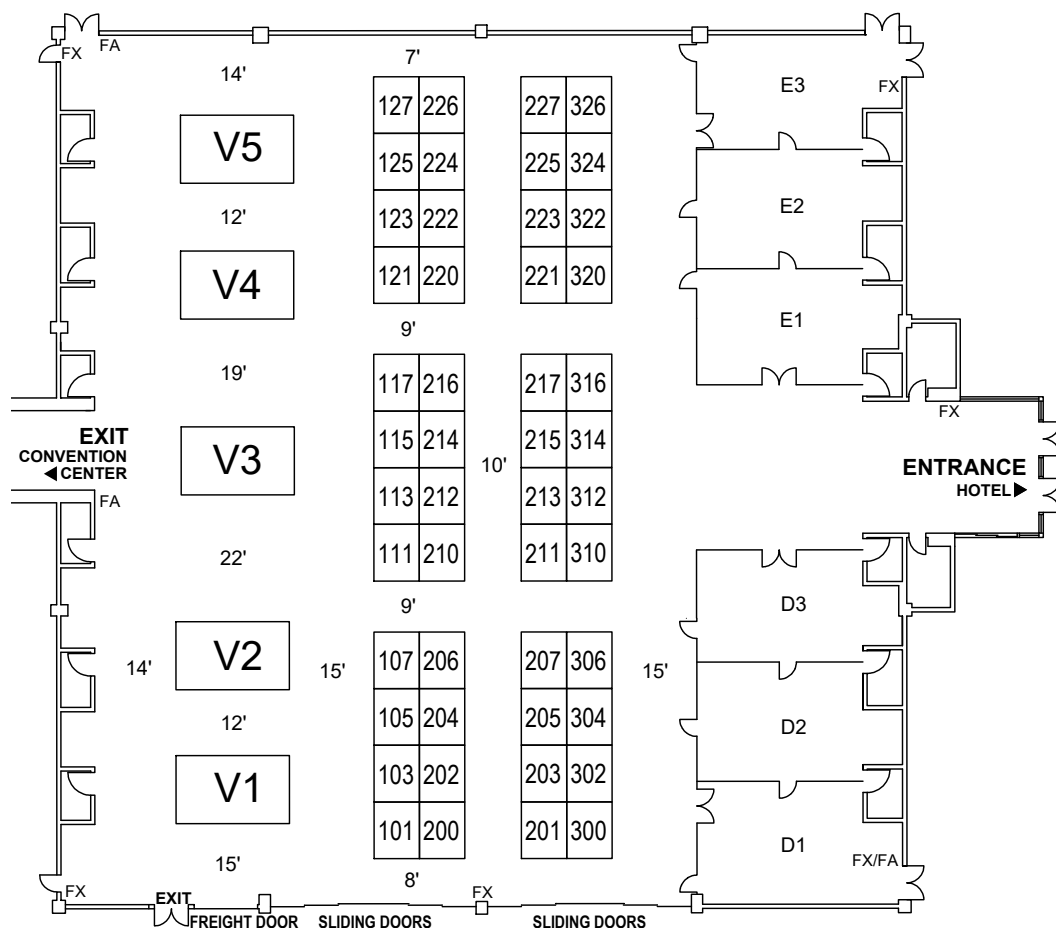 FX FA
7'
14'
E3
FX
127 226 227 326
V5
125 224 225 324
12'
123 222 223 322
E2
V4
121 220 221 320
9'
E1
19'
117 216 217 316
FX
EXIT
CONVENTION
CENTER
115 214 215 314
V3
10'
ENTRANCE
HOTEL
FA
113 212 213 312
22'
111 210 211 310
9'
D3
V2
14'
15'
107 206 207 306
15'
12'
105 204 205 304
D2
V1
103 202 203 302
101 200 201 300
D1
15'
8'
FX/FA
FX
EXIT
FX
FREIGHT DOOR
SLIDING DOORS
SLIDING DOORS